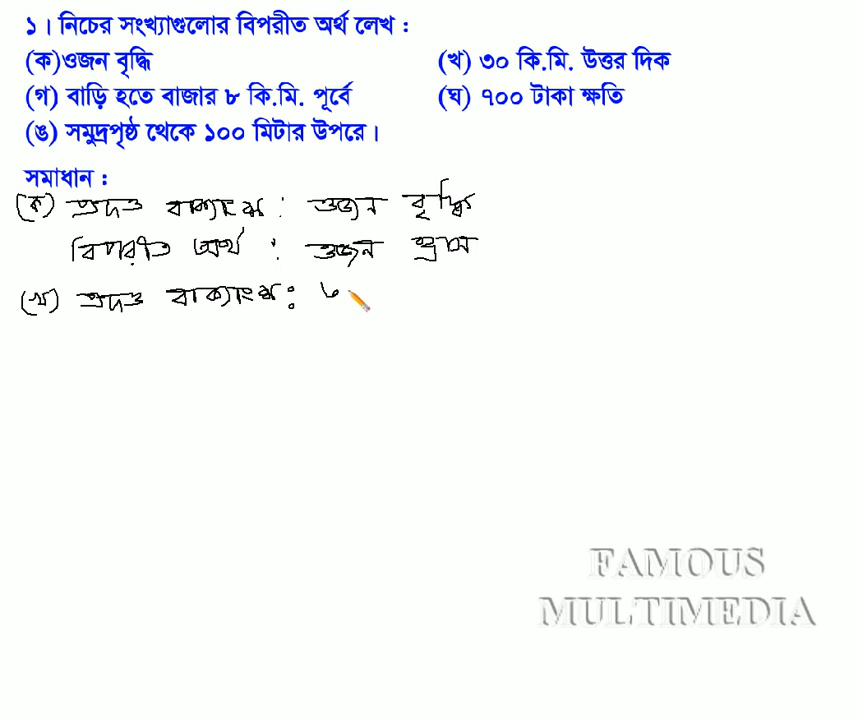 ১। নিচের সংখ্যাগুলোর বিপরীত অর্থ লেখ :
(ক)ওজন বৃদ্ধি (খ) ৩০ কি.মি. উত্তর দিক
(গ) বাড়ি হতে বাজার ৮ কি.মি. পূর্বে (ঘ) ৭০০ টাকা ক্ষতি
(ঙ) সমুদ্রপৃষ্ঠ থেকে ১০০ মিটার উপরে।
সমাধান :
(ক) প্রদত্ত বাক্যাংশ : ওজন বৃদ্ধি
বিপরীত অর্থ : ওজন হ্রাস
(খ) প্রদত্ত বাক্যাংশ :
FAMOUS
MULTIMEDIA